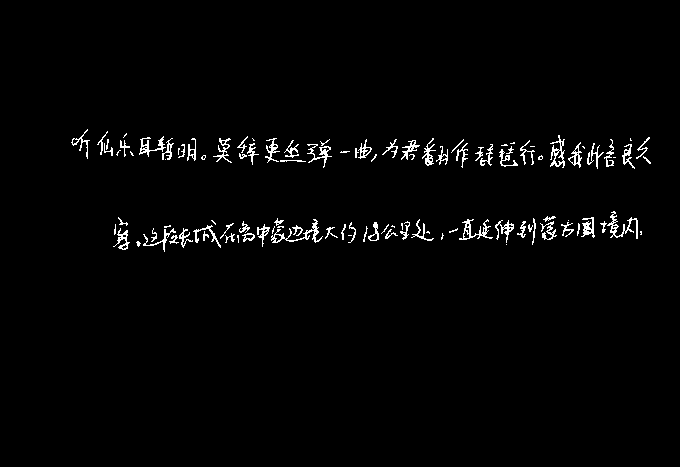 听仙乐耳暂明。莫辞更坐弹一曲,为君翻作琵琶行。感我此言良久
寨。这段长城在离中蒙边境大约18公里处,一直延伸到蒙古国境内,